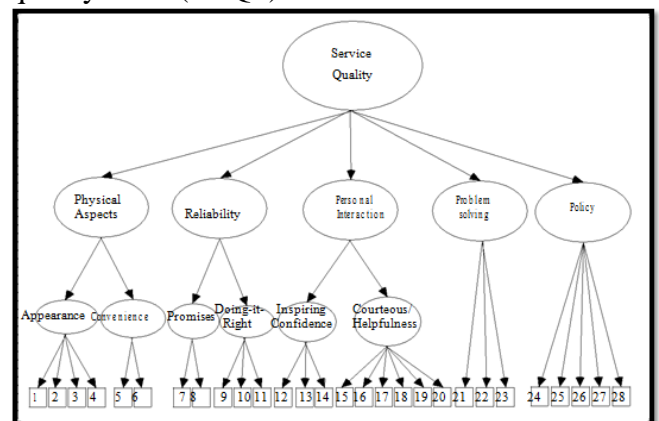 Service
Quality
Physical
Aspects
Reliability
Personal
Interaction
Problem
solving
Policy
Appearance
Convenience
Promises
Doing-it-
Right
Inspiring
Confidence
Courteous/
Helpfulness
1 2 3 4 5 6 7 8 9 10 11 12 13 14 15 16 17 18 19 20 21 22 23 24 25 26 27 28